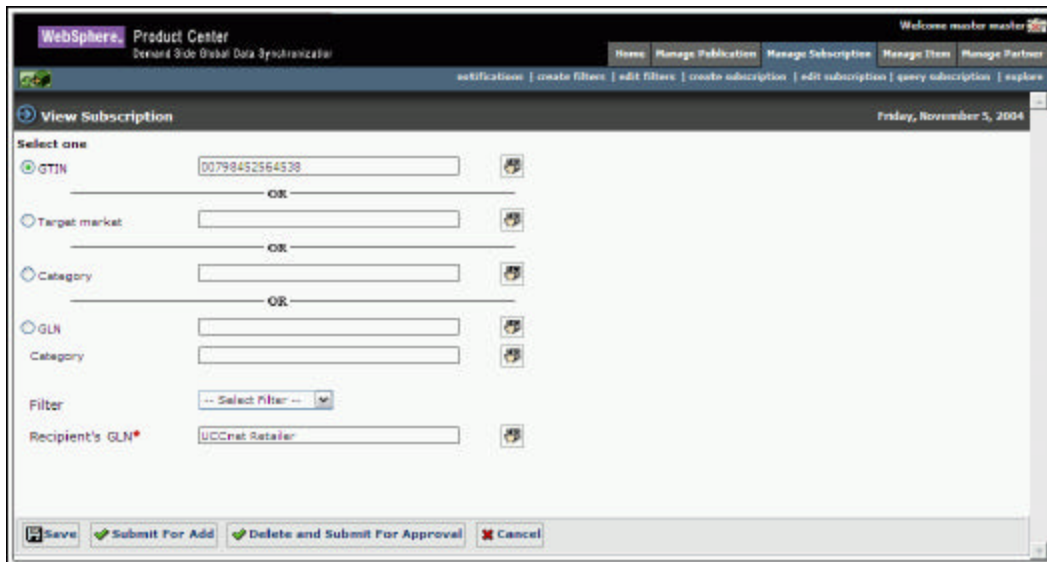 WebSphere. Product Center
Demand Side Global Data Synchronization
Welcome master master
Home Manage Publication Manage Subscription Manage Item Manage Partner
notifications | create filters | edit filters | create subscription | edit subscription | query subscription | explore
View Subscription Friday, November 5, 2004
Select one
GTIN 00798452564538
OR
Target market
OR
Category
OR
GLN
Category
Filter -- Select Filter --
Recipient's GLN* UCCnet Retailer
Save Submit For Add Delete and Submit For Approval Cancel